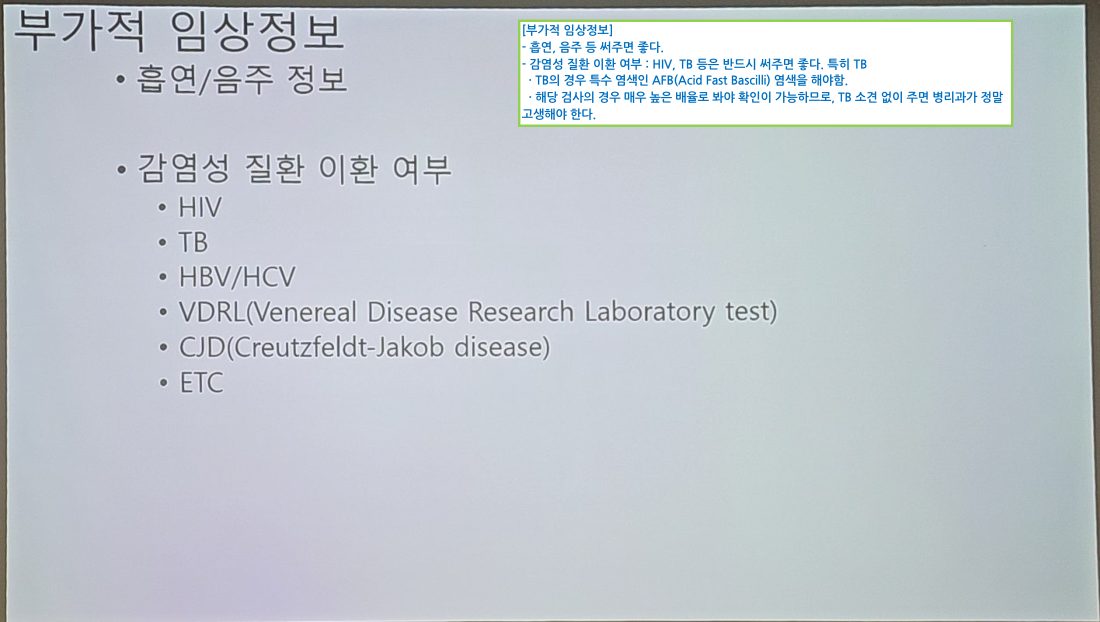 부가적 임상정보
• 흡연/음주 정보
• 감염성 질환 이환 여부
• HIV
• TB
• HBV/HCV
• VDRL(Venereal Disease Research Laboratory test)
• CJD(Creutzfeldt-Jakob disease)
• ETC
[부가적 임상정보]
- 흡연, 음주 등 써주면 좋다.
- 감염성 질환 이환 여부 : HIV, TB 등은 반드시 써주면 좋다. 특히 TB
· TB의 경우 특수 염색인 AFB(Acid Fast Bascilli) 염색을 해야함.
· 해당 검사의 경우 매우 높은 배율로 봐야 확인이 가능하므로, TB 소견 없이 주면 병리과가 정말
고생해야 한다.